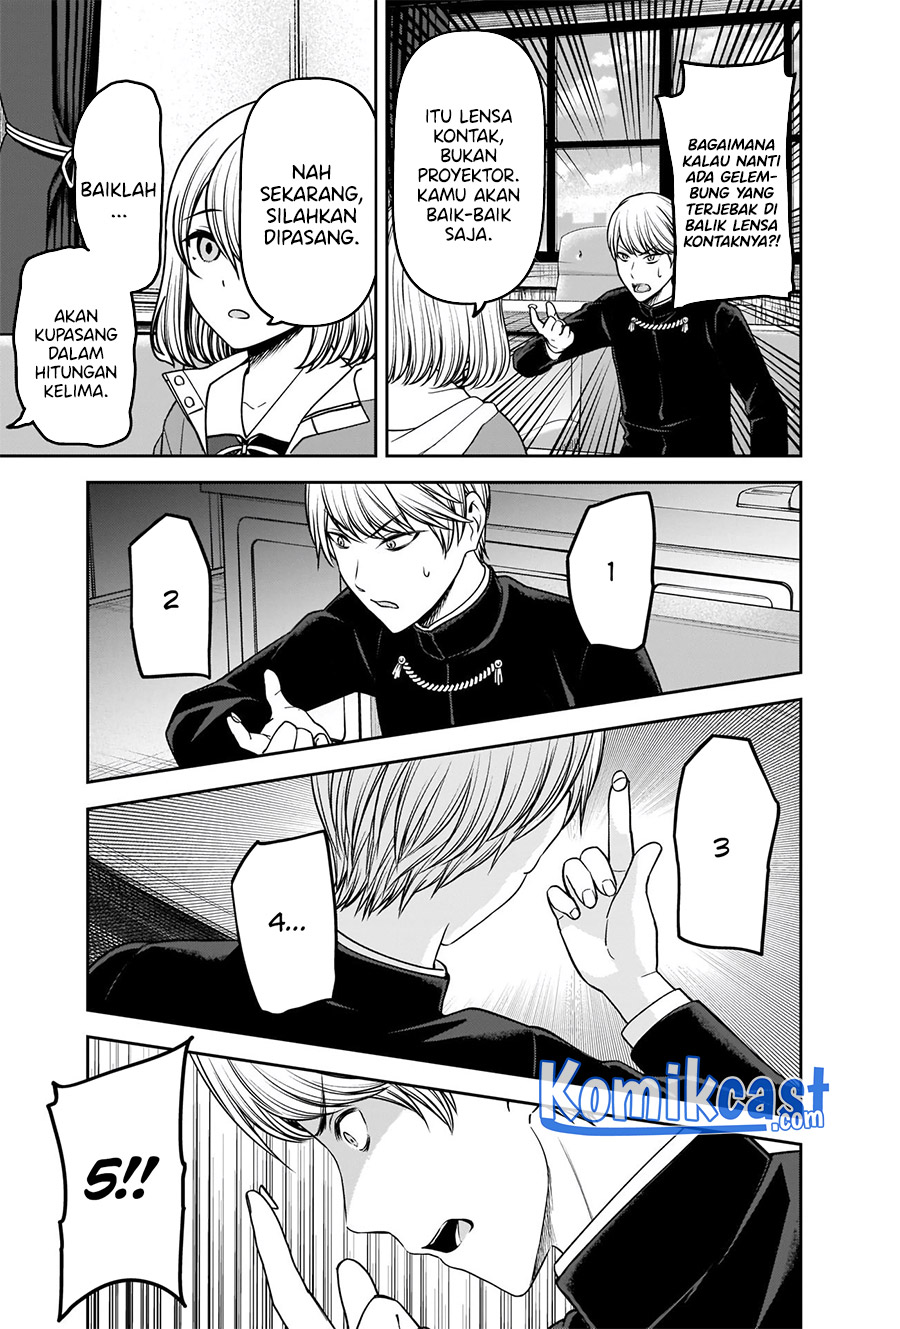 BAGAIMANA
KALAU NANTI
ADA GELEM-
BUNG YANG
TERJEBAK DI
BALIK LENSA
KONTAKNYA?!
ITU LENSA
KONTAK,
BUKAN
PROYEKTOR.
KAMU AKAN
BAIK-BAIK
SAJA.
NAH
SEKARANG,
SILAHKAN
DIPASANG.
BAIKLAH
...
AKAN
KUPASANG
DALAM
HITUNGAN
KELIMA.
1
2
3
4...
5!!
Komikcast
.com